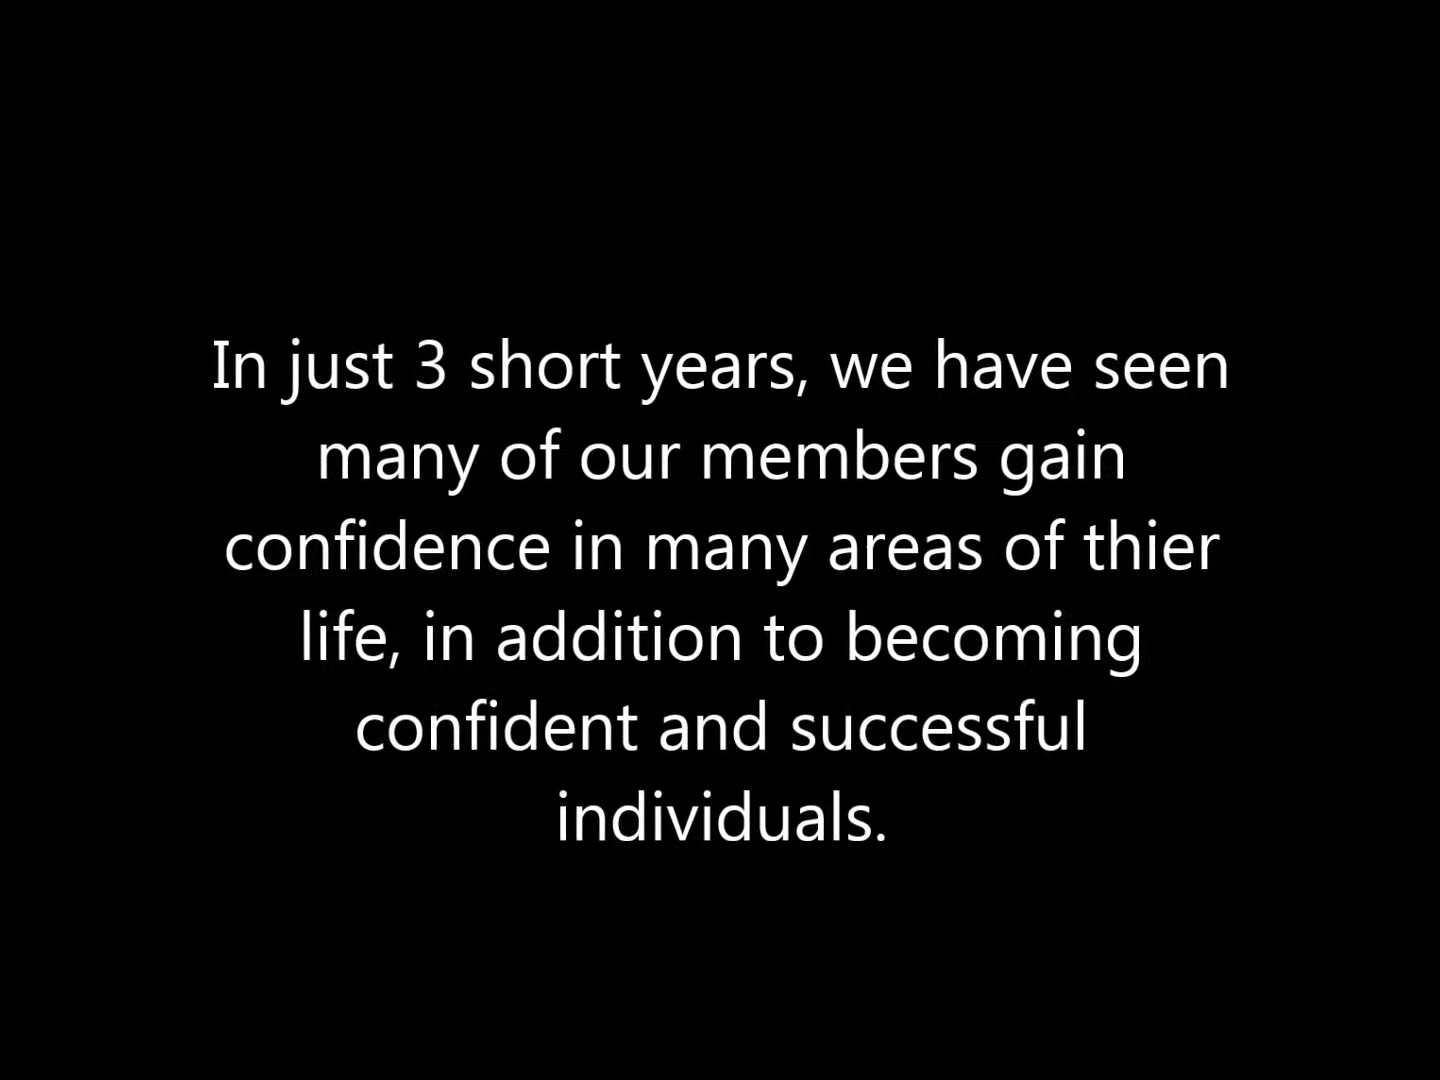 In just 3 short years, we have seen
many of our members gain
confidence in many areas of thier
life, in addition to becoming
confident and successful
individuals.